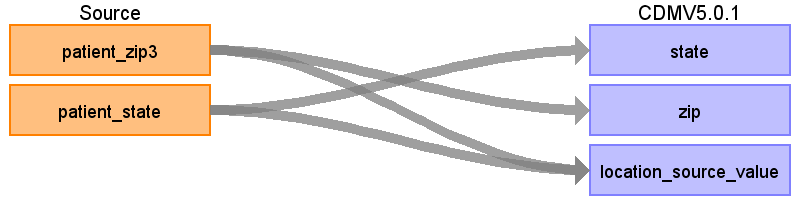 Source
CDMV5.0.1
patient_zip3
state
patient_state
zip
location_source_value